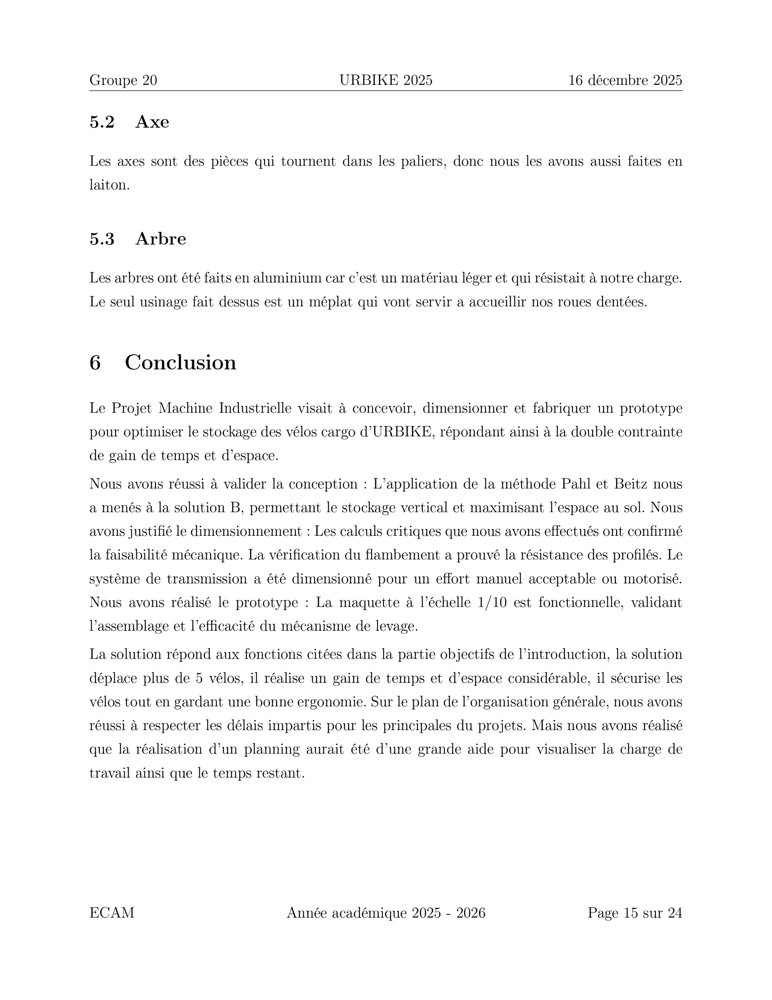 Groupe 20 URBIKE 2025 16 décembre 2025
5.2 Axe
Les axes sont des pièces qui tournent dans les paliers, donc nous les avons aussi faites en
laiton.
5.3 Arbre
Les arbres ont été faits en aluminium car c'est un matériau léger et qui résistait à notre charge.
Le seul usinage fait dessus est un méplat qui vont servir a accueillir nos roues dentées.
6 Conclusion
Le Projet Machine Industrielle visait à concevoir, dimensionner et fabriquer un prototype
pour optimiser le stockage des vélos cargo d'URBIKE, répondant ainsi à la double contrainte
de gain de temps et d'espace.
Nous avons réussi à valider la conception : L'application de la méthode Pahl et Beitz nous
a menés à la solution B, permettant le stockage vertical et maximisant l'espace au sol. Nous
avons justifié le dimensionnement : Les calculs critiques que nous avons effectués ont confirmé
la faisabilité mécanique. La vérification du flambement a prouvé la résistance des profilés. Le
système de transmission a été dimensionné pour un effort manuel acceptable ou motorisé.
Nous avons réalisé le prototype : La maquette à l'échelle 1/10 est fonctionnelle, validant
l'assemblage et l'efficacité du mécanisme de levage.
La solution répond aux fonctions citées dans la partie objectifs de l'introduction, la solution
déplace plus de 5 vélos, il réalise un gain de temps et d'espace considérable, il sécurise les
vélos tout en gardant une bonne ergonomie. Sur le plan de l'organisation générale, nous avons
réussi à respecter les délais impartis pour les principales du projets. Mais nous avons réalisé
que la réalisation d'un planning aurait été d'une grande aide pour visualiser la charge de
travail ainsi que le temps restant.
ECAM Année académique 2025 - 2026 Page 15 sur 24